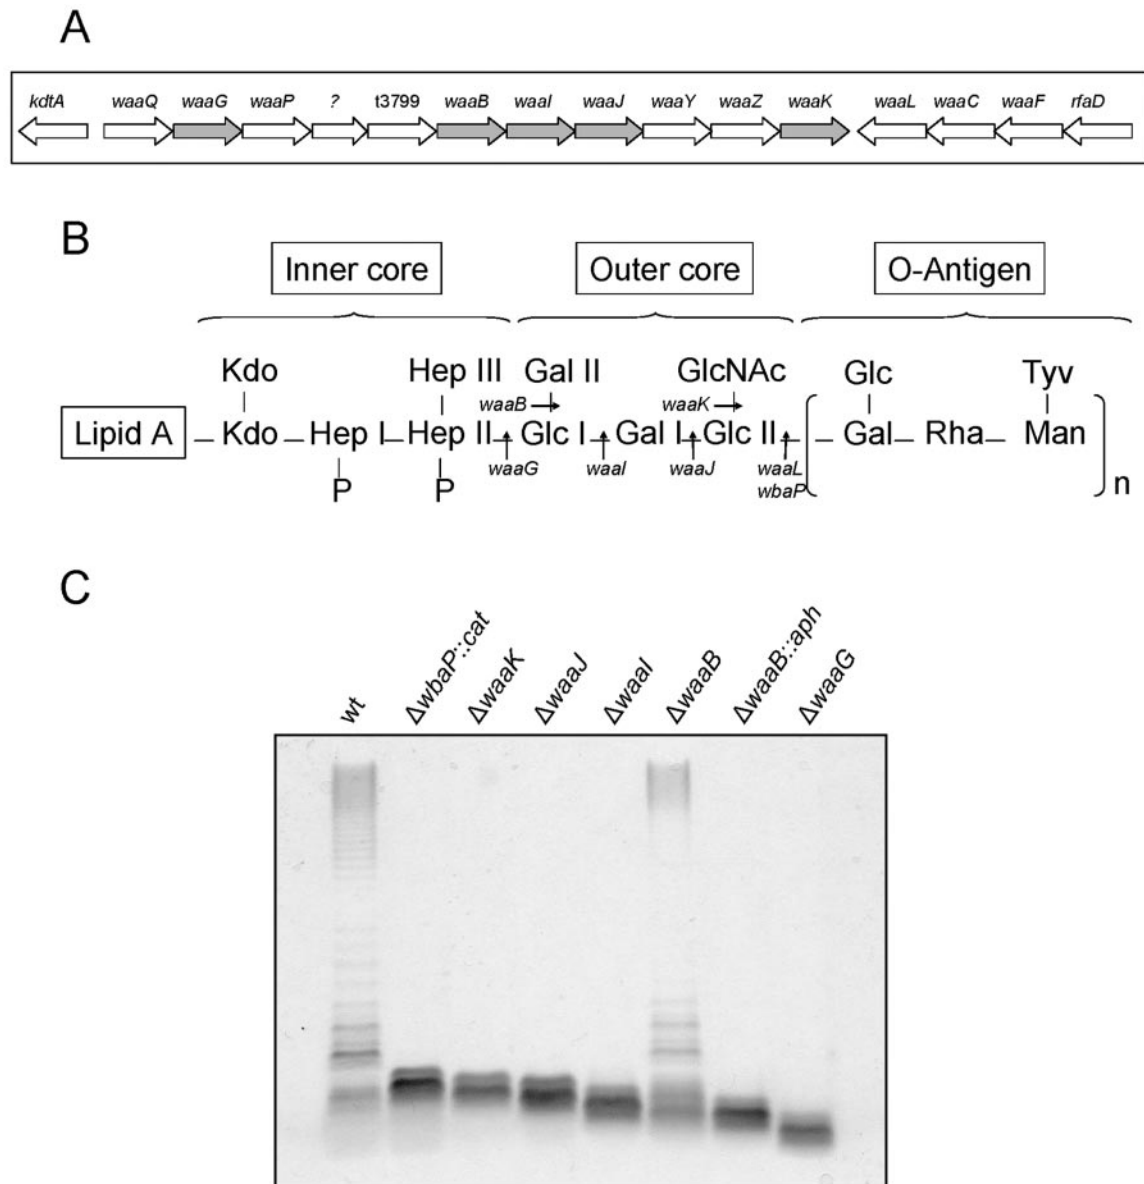 A
kdtA waaQ waaG waaP ? t3799 waaB waaI waaJ waaY waaZ waaK waaL waaC waaF rfaD
B
Inner core Outer core O-Antigen
Kdo Hep III Gal II GlcNAc Glc Tyv
waaB waaK
Lipid A Kdo Hep I Hep II Glc I Gal I Glc II Gal Rha Man
waaG waaI waaJ waaL
P P wbaP n
C
wt ΔwbaP::cat ΔwaaK ΔwaaJ ΔwaaI ΔwaaB ΔwaaB::aph ΔwaaG